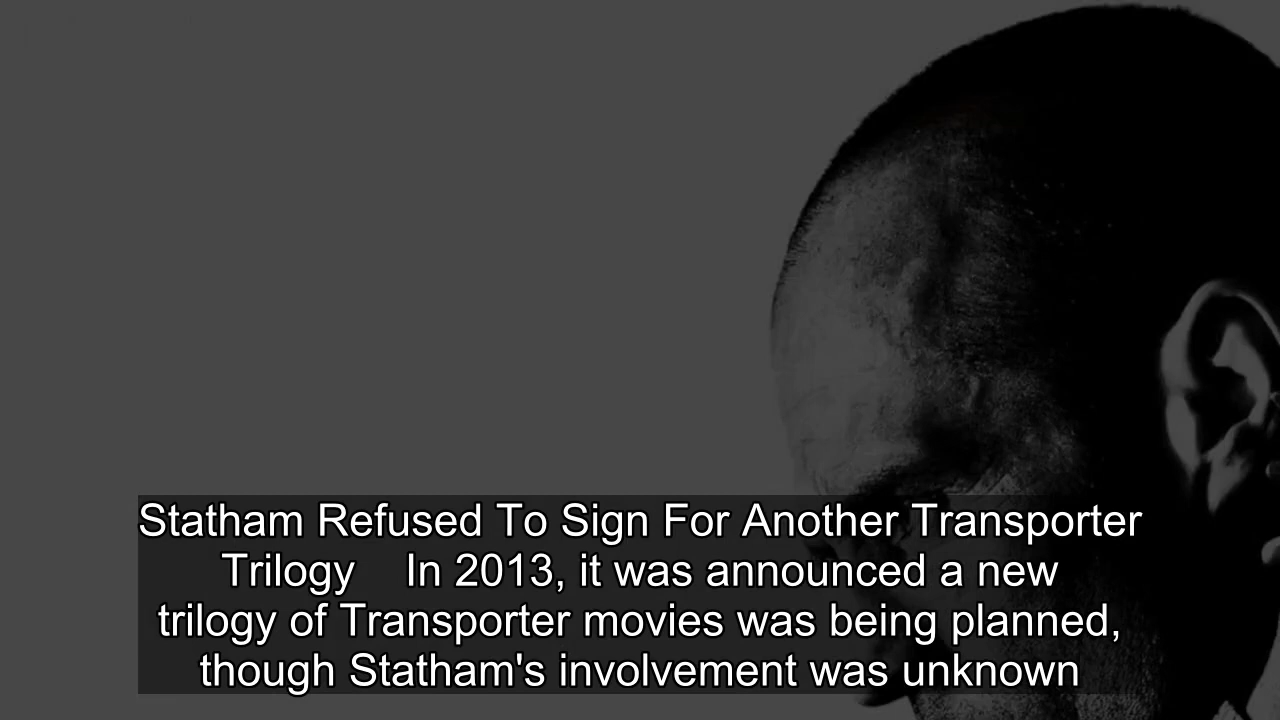 Statham Refused To Sign For Another Transporter
Trilogy    In 2013, it was announced a new
trilogy of Transporter movies was being planned,
though Statham's involvement was unknown